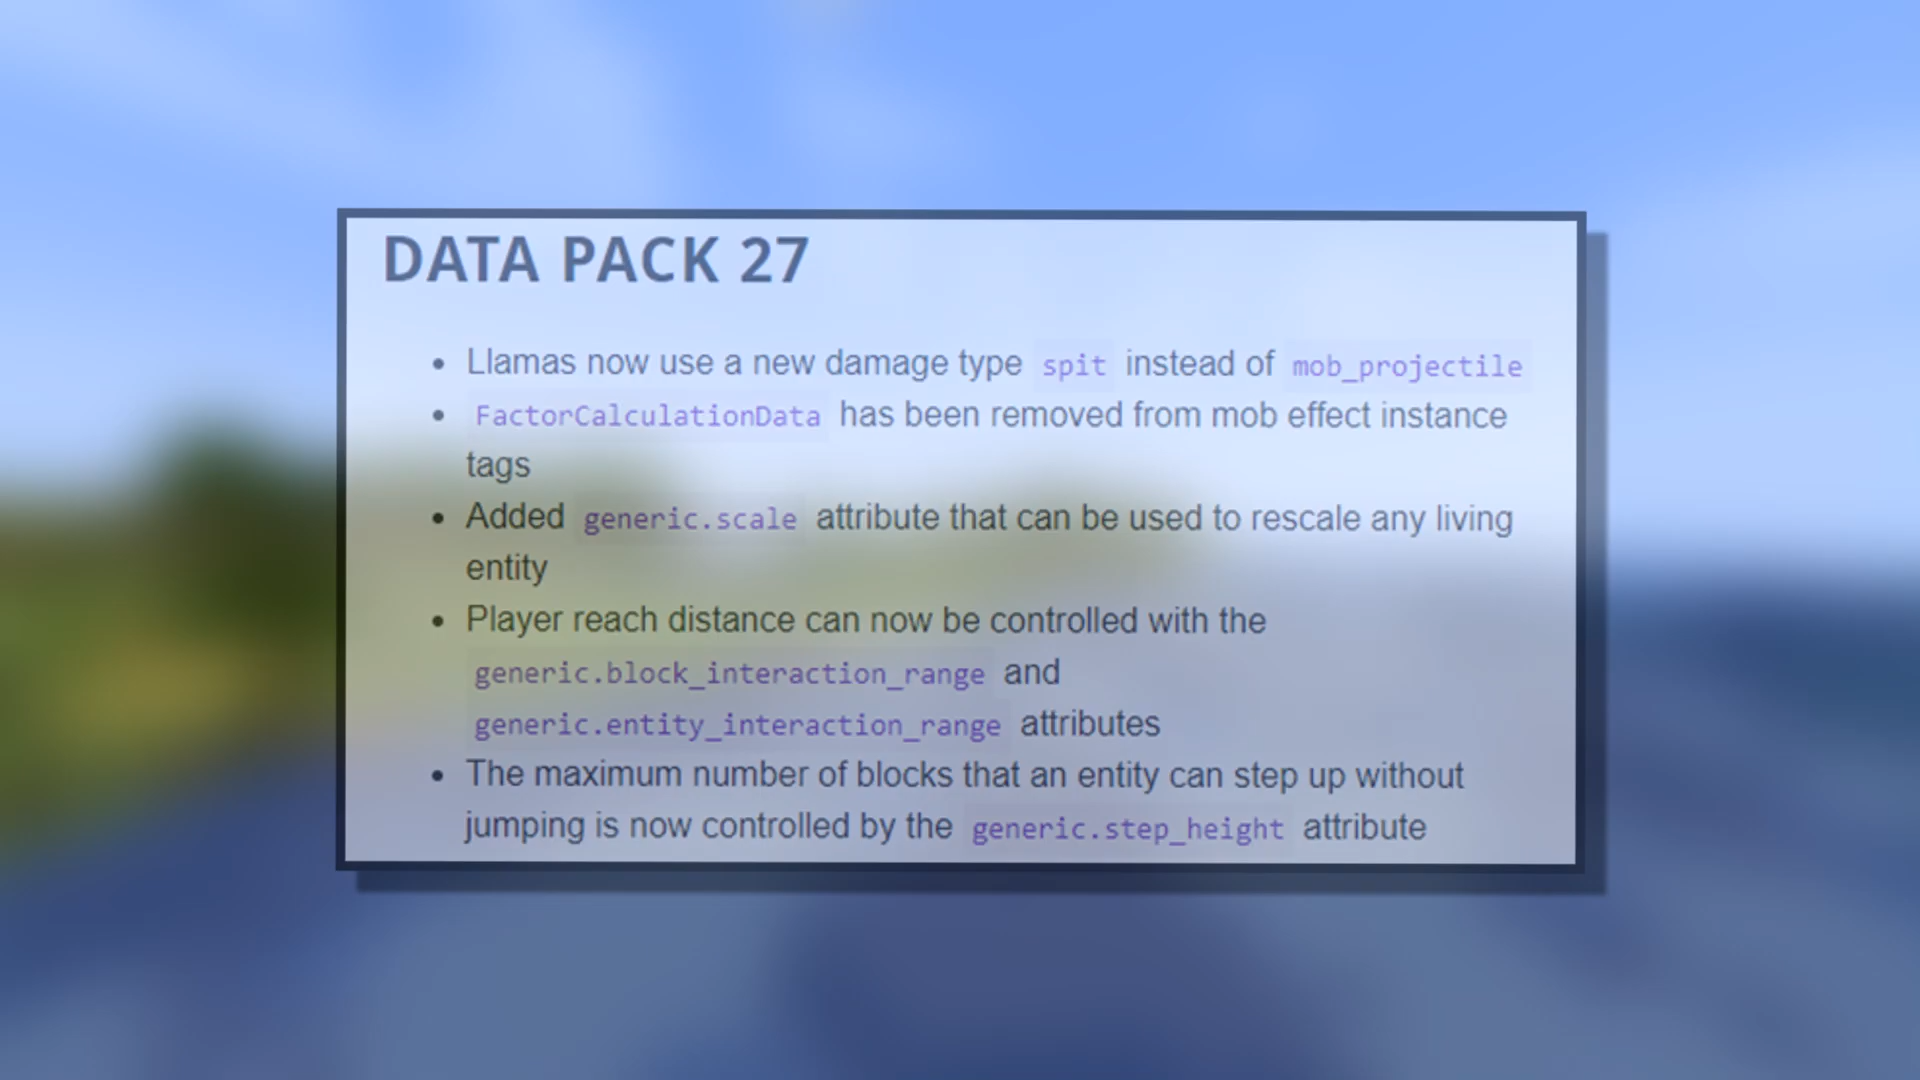 DATA PACK 27
• Llamas now use a new damage type spit instead of mob_projectile
• FactorCalculationData has been removed from mob effect instance
tags
• Added generic.scale attribute that can be used to rescale any living
entity
• Player reach distance can now be controlled with the
generic.block_interaction_range and
generic.entity_interaction_range attributes
• The maximum number of blocks that an entity can step up without
jumping is now controlled by the generic.step_height attribute